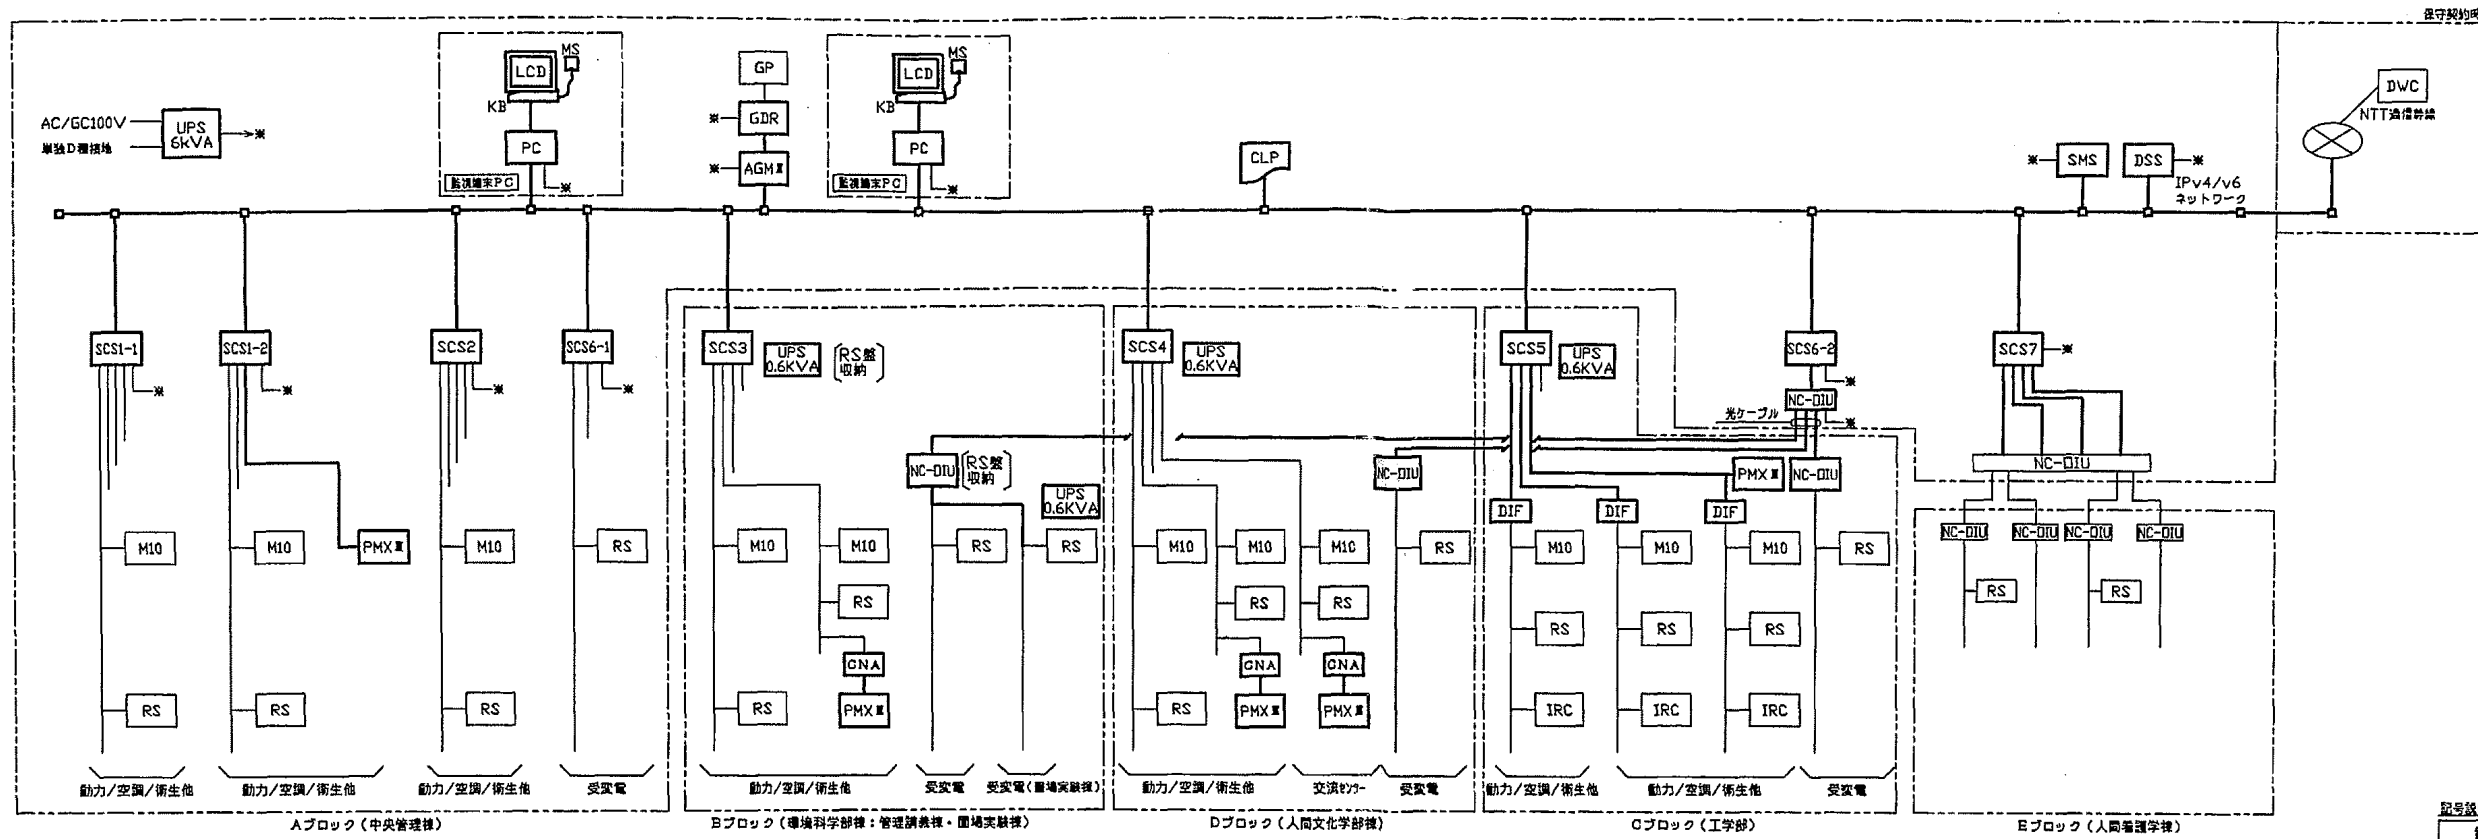 保守契約
LCD
MS
KB
PC
監視端末PC
GP
※
GDR
※
AGMⅢ
LCD
MS
KB
PC
監視端末PC
※
※
AC/GC100V
単独D種接地
UPS
6kVA
※
CLP
※
SMS
DSS
※
IPv4/v6
ネットワーク
DWC
NTT通信幹線
SCS1-1
SCS1-2
SCS2
SCS6-1
SCS3
UPS
0.6KVA
RS盤
収納
SCS4
UPS
0.6KVA
SCS5
UPS
0.6KVA
SCS6-2
SCS7
※
※
※
※
※
※
NC-DIU
※
光ケーブル
NC-DIU
RS盤
収納
UPS
0.6KVA
NC-DIU
PMXⅢ
NC-DIU
NC-DIU
DIF
DIF
DIF
NC-DIU
NC-DIU
NC-DIU
NC-DIU
M10
M10
PMXⅢ
M10
RS
M10
M10
RS
RS
M10
M10
M10
RS
M10
M10
M10
RS
RS
RS
RS
RS
RS
RS
RS
RS
CNA
CNA
CNA
RS
RS
RS
RS
PMXⅢ
RS
PMXⅢ
PMXⅢ
IRC
IRC
IRC
動力/空調/衛生他
動力/空調/衛生他
動力/空調/衛生他
受変電
動力/空調/衛生他
受変電
受変電(圃場実験棟)
動力/空調/衛生他
交流センター
受変電
動力/空調/衛生他
動力/空調/衛生他
受変電
Aブロック(中央管理棟)
Bブロック(環境科学部棟:管理講義棟・圃場実験棟)
Dブロック(人間文化学部棟)
Cブロック(工学部)
Eブロック(人間看護学棟)
記号説